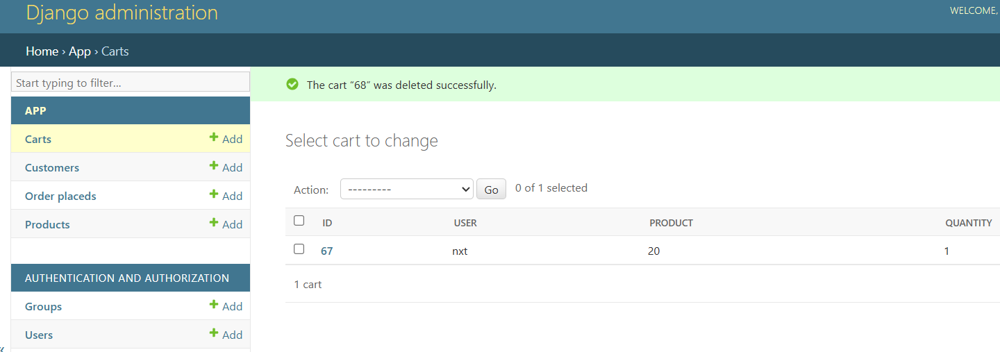 Django administration
WELCOME,
Home › App › Carts
Start typing to filter...
The cart “68” was deleted successfully.
APP
Carts + Add
Customers + Add
Order placeds + Add
Products + Add
AUTHENTICATION AND AUTHORIZATION
Groups + Add
Users + Add
«
Select cart to change
Action: --------- Go 0 of 1 selected
ID USER PRODUCT QUANTITY
67 nxt 20 1
1 cart